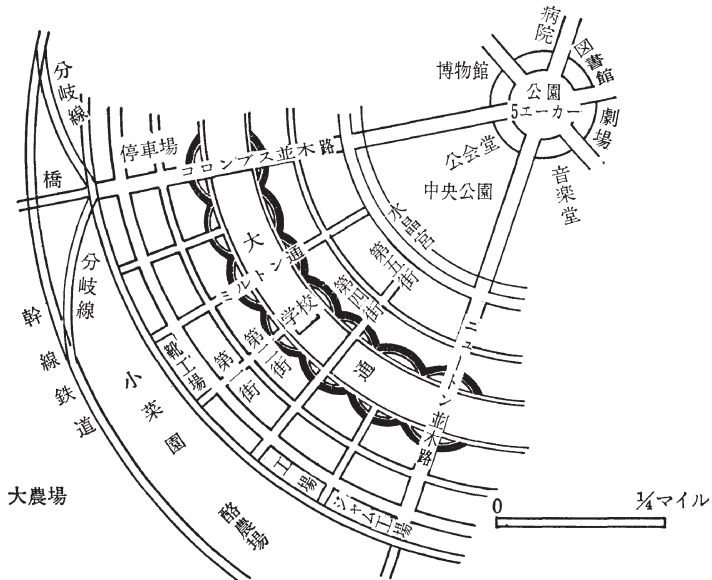 病院
図書館
博物館
公園
5エーカー
劇場
公会堂
音楽堂
中央公園
分岐線
停車場
コロンブス並木路
橋
水晶宮
大
通
ミルトン通
第五街
第四街
学校
第二街
第一街
分岐線
ニュートン並木路
靴工場
幹線鉄道
小菜園
工場
ジャム工場
大農場
酪農場
0
¼マイル